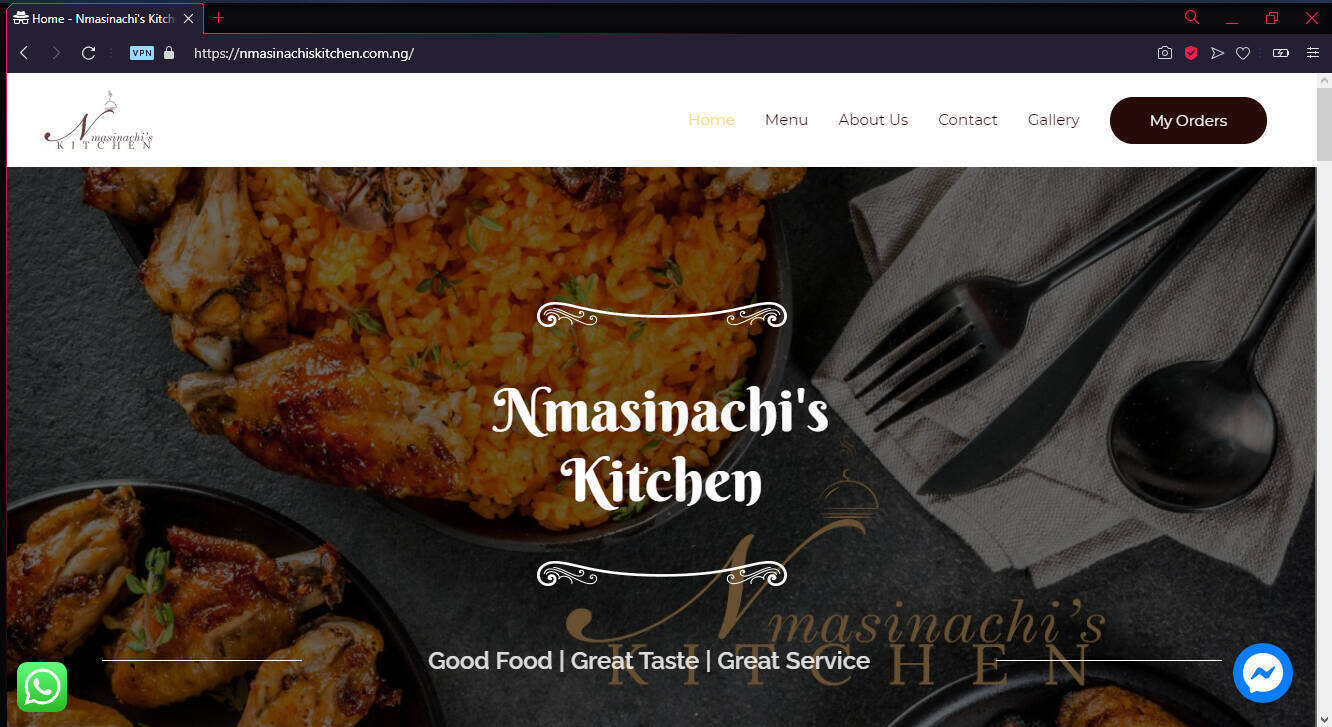 Home - Nmasinachi's Kitch
VPN
https://nmasinachiskitchen.com.ng/
Nmasinachi's
KITCHEN
Home
Menu
About Us
Contact
Gallery
My Orders
Nmasinachi's
Kitchen
Nmasinachi's
KITCHEN
Good Food | Great Taste | Great Service